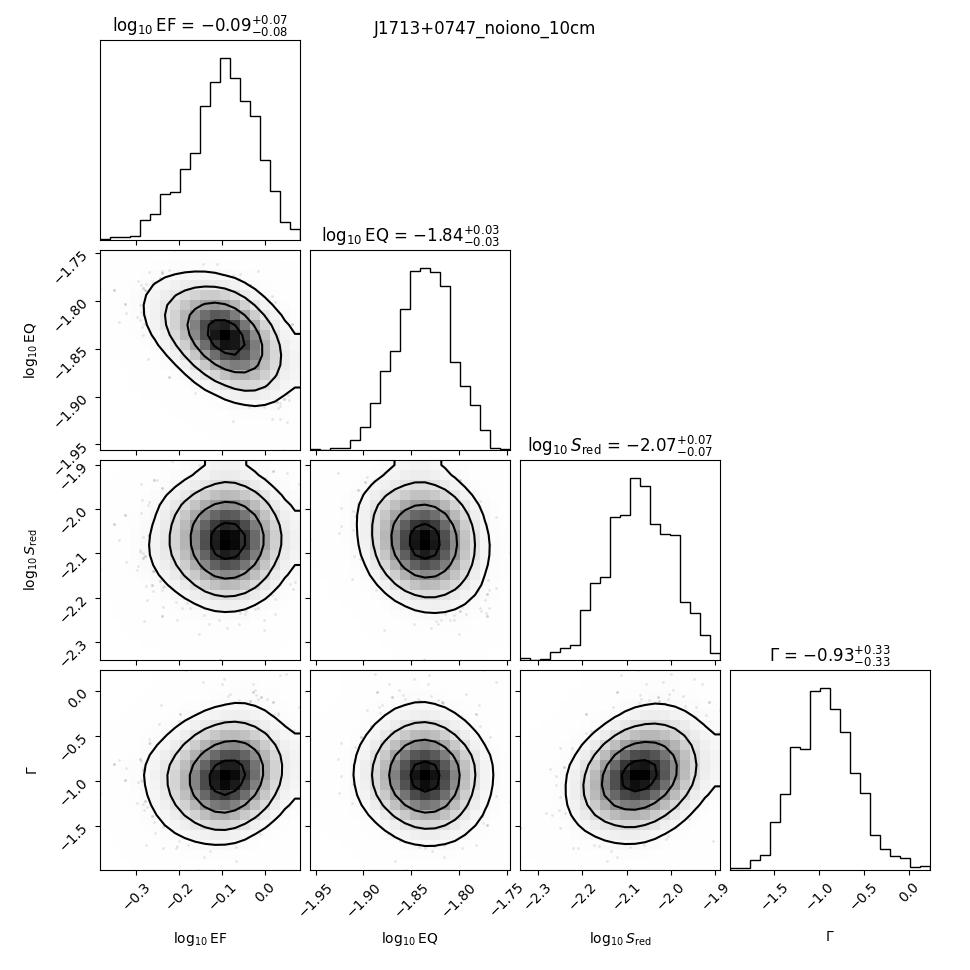 log₁₀ EF = −0.09⁺⁰·⁰⁷₋₀.₀₈
J1713+0747_noiono_10cm
log₁₀ EQ = −1.84⁺⁰·⁰³₋₀.₀₃
−1.75
−1.80
−1.85
−1.90
−1.95
log₁₀ EQ
log₁₀ Sred = −2.07⁺⁰·⁰⁷₋₀.₀₇
−1.9
−2.0
−2.1
−2.2
−2.3
log₁₀ Sred
Γ = −0.93⁺⁰·³³₋₀.₃₃
0.0
−0.5
−1.0
−1.5
Γ
−0.3 −0.2 −0.1 0.0
−1.95 −1.90 −1.85 −1.80 −1.75
−2.3 −2.2 −2.1 −2.0 −1.9
−1.5 −1.0 −0.5 0.0
log₁₀ EF
log₁₀ EQ
log₁₀ Sred
Γ